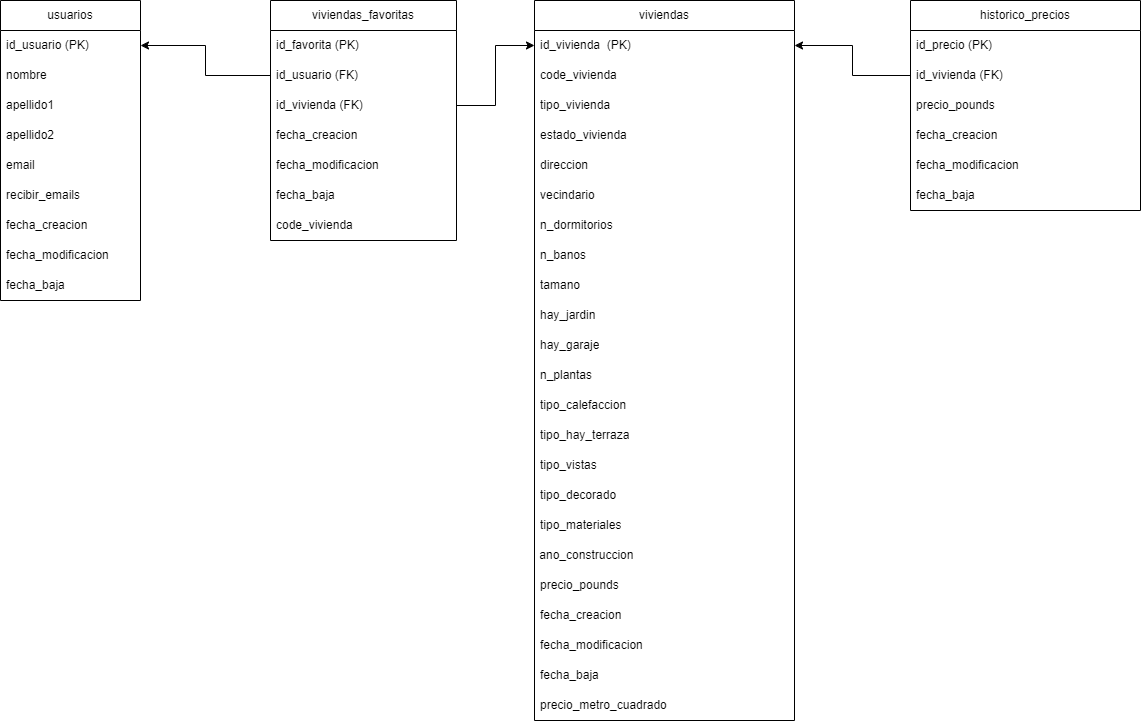 usuarios
id_usuario (PK)
nombre
apellido1
apellido2
email
recibir_emails
fecha_creacion
fecha_modificacion
fecha_baja
viviendas_favoritas
id_favorita (PK)
id_usuario (FK)
id_vivienda (FK)
fecha_creacion
fecha_modificacion
fecha_baja
code_vivienda
viviendas
id_vivienda  (PK)
code_vivienda
tipo_vivienda
estado_vivienda
direccion
vecindario
n_dormitorios
n_banos
tamano
hay_jardin
hay_garaje
n_plantas
tipo_calefaccion
tipo_hay_terraza
tipo_vistas
tipo_decorado
tipo_materiales
ano_construccion
precio_pounds
fecha_creacion
fecha_modificacion
fecha_baja
precio_metro_cuadrado
historico_precios
id_precio (PK)
id_vivienda (FK)
precio_pounds
fecha_creacion
fecha_modificacion
fecha_baja